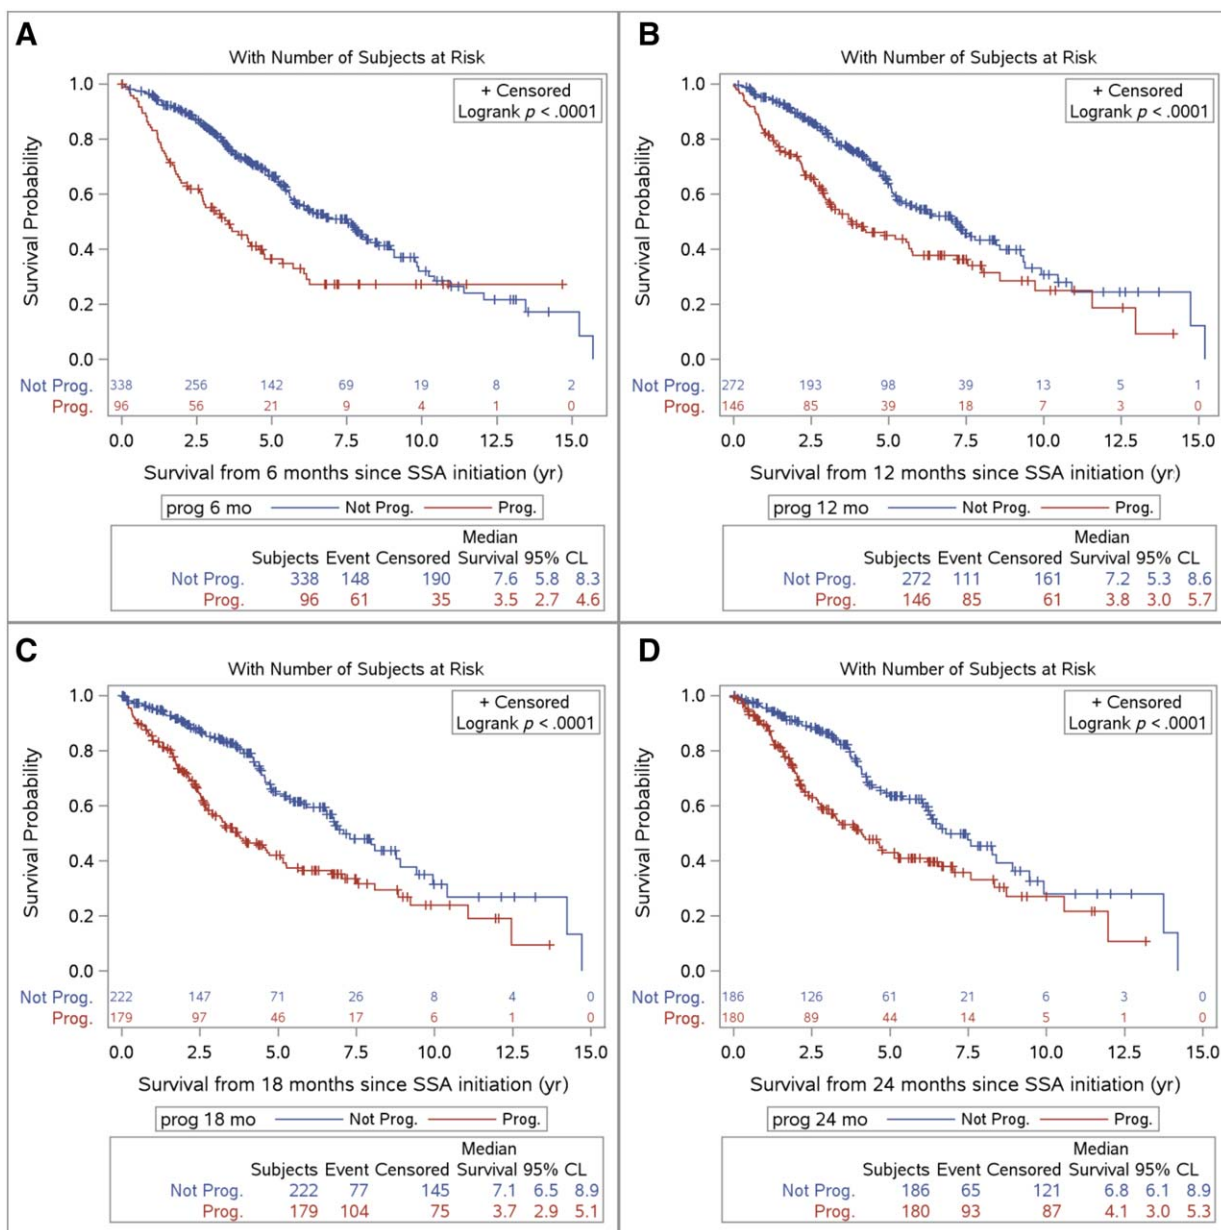 A
With Number of Subjects at Risk
+ Censored
Logrank p < .0001
Survival Probability
1.0
0.8
0.6
0.4
0.2
0.0
Not Prog. 338 256 142 69 19 8 2
Prog. 96 56 21 9 4 1 0
0.0 2.5 5.0 7.5 10.0 12.5 15.0
Survival from 6 months since SSA initiation (yr)
prog 6 mo Not Prog. Prog.
Median
Subjects Event Censored Survival 95% CL
Not Prog. 338 148 190 7.6 5.8 8.3
Prog. 96 61 35 3.5 2.7 4.6
B
With Number of Subjects at Risk
+ Censored
Logrank p < .0001
Survival Probability
1.0
0.8
0.6
0.4
0.2
0.0
Not Prog. 272 193 98 39 13 5 1
Prog. 146 85 39 18 7 3 0
0.0 2.5 5.0 7.5 10.0 12.5 15.0
Survival from 12 months since SSA initiation (yr)
prog 12 mo Not Prog. Prog.
Median
Subjects Event Censored Survival 95% CL
Not Prog. 272 111 161 7.2 5.3 8.6
Prog. 146 85 61 3.8 3.0 5.7
C
With Number of Subjects at Risk
+ Censored
Logrank p < .0001
Survival Probability
1.0
0.8
0.6
0.4
0.2
0.0
Not Prog. 222 147 71 26 8 4 0
Prog. 179 97 46 17 6 1 0
0.0 2.5 5.0 7.5 10.0 12.5 15.0
Survival from 18 months since SSA initiation (yr)
prog 18 mo Not Prog. Prog.
Median
Subjects Event Censored Survival 95% CL
Not Prog. 222 77 145 7.1 6.5 8.9
Prog. 179 104 75 3.7 2.9 5.1
D
With Number of Subjects at Risk
+ Censored
Logrank p < .0001
Survival Probability
1.0
0.8
0.6
0.4
0.2
0.0
Not Prog. 186 126 61 21 6 3 0
Prog. 180 89 44 14 5 1 0
0.0 2.5 5.0 7.5 10.0 12.5 15.0
Survival from 24 months since SSA initiation (yr)
prog 24 mo Not Prog. Prog.
Median
Subjects Event Censored Survival 95% CL
Not Prog. 186 65 121 6.8 6.1 8.9
Prog. 180 93 87 4.1 3.0 5.3